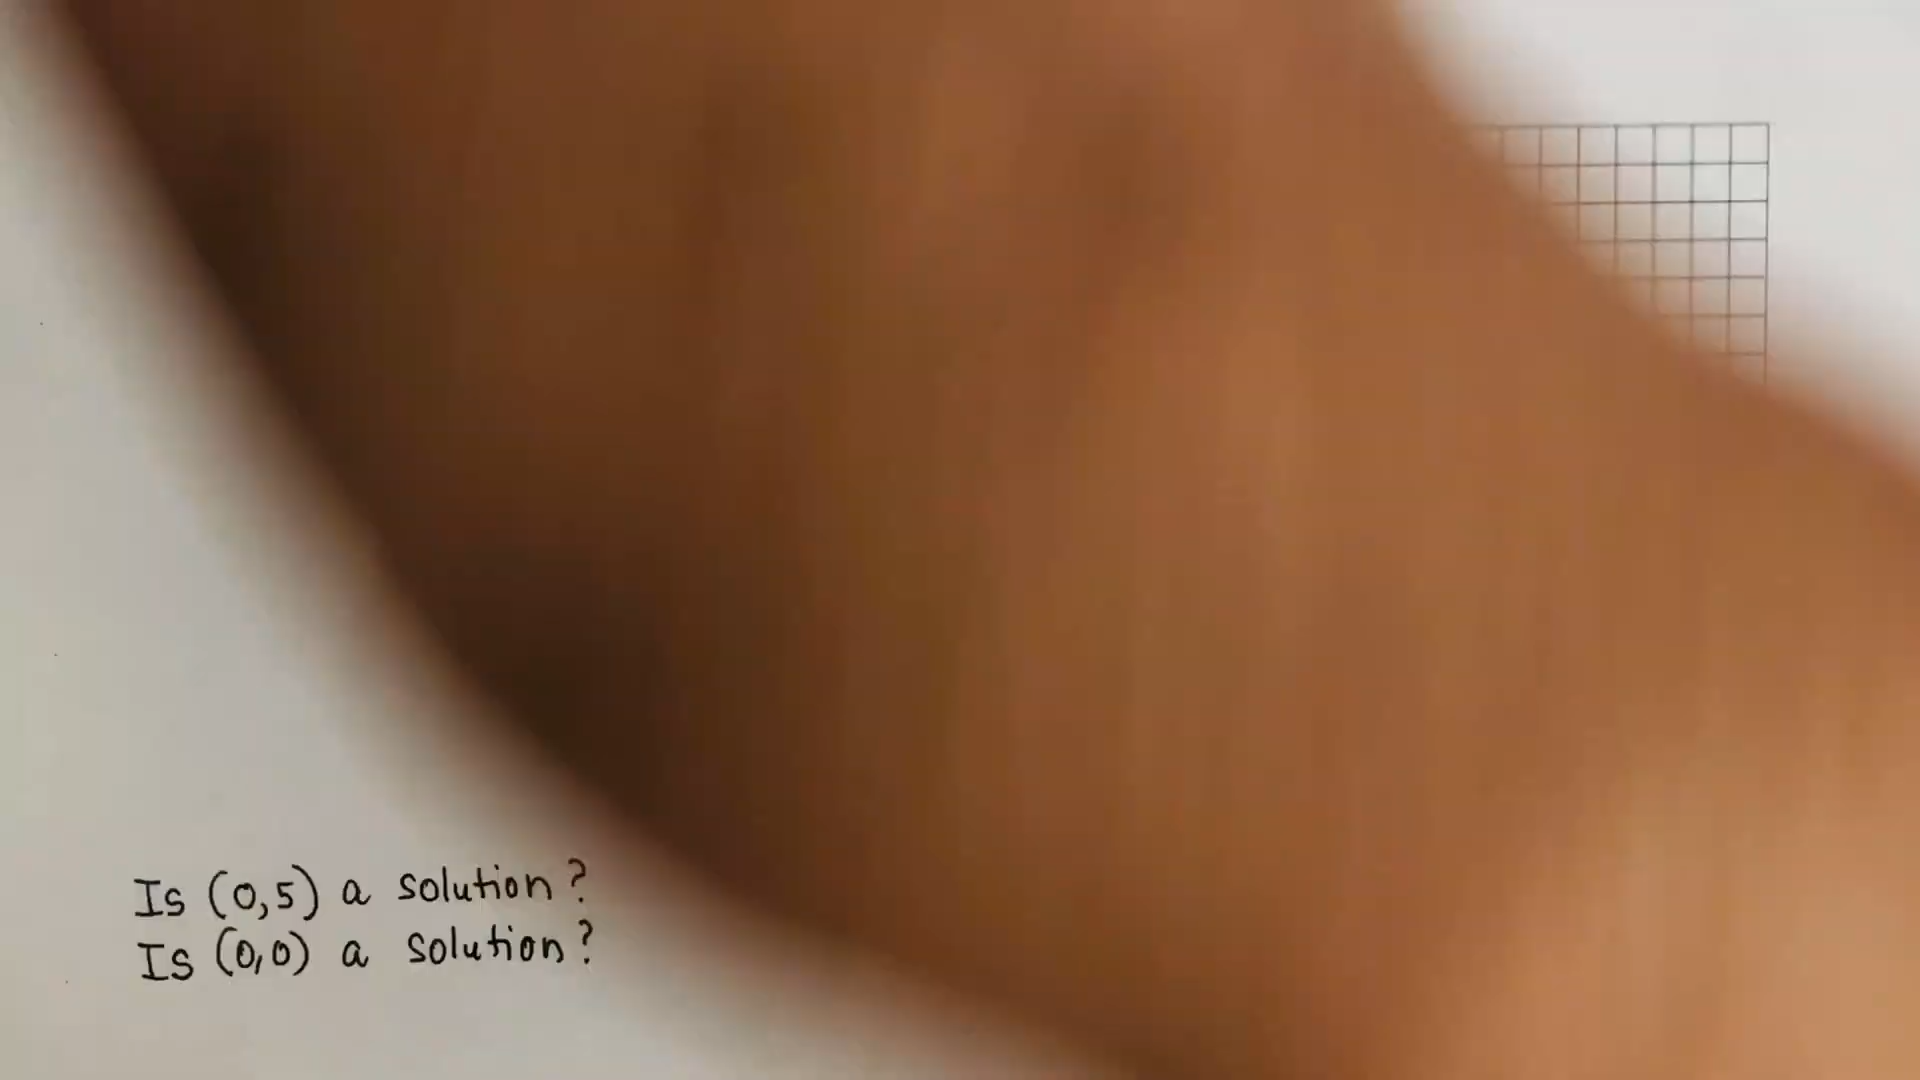 Is (0,5) a solution?
Is (0,0) a solution?